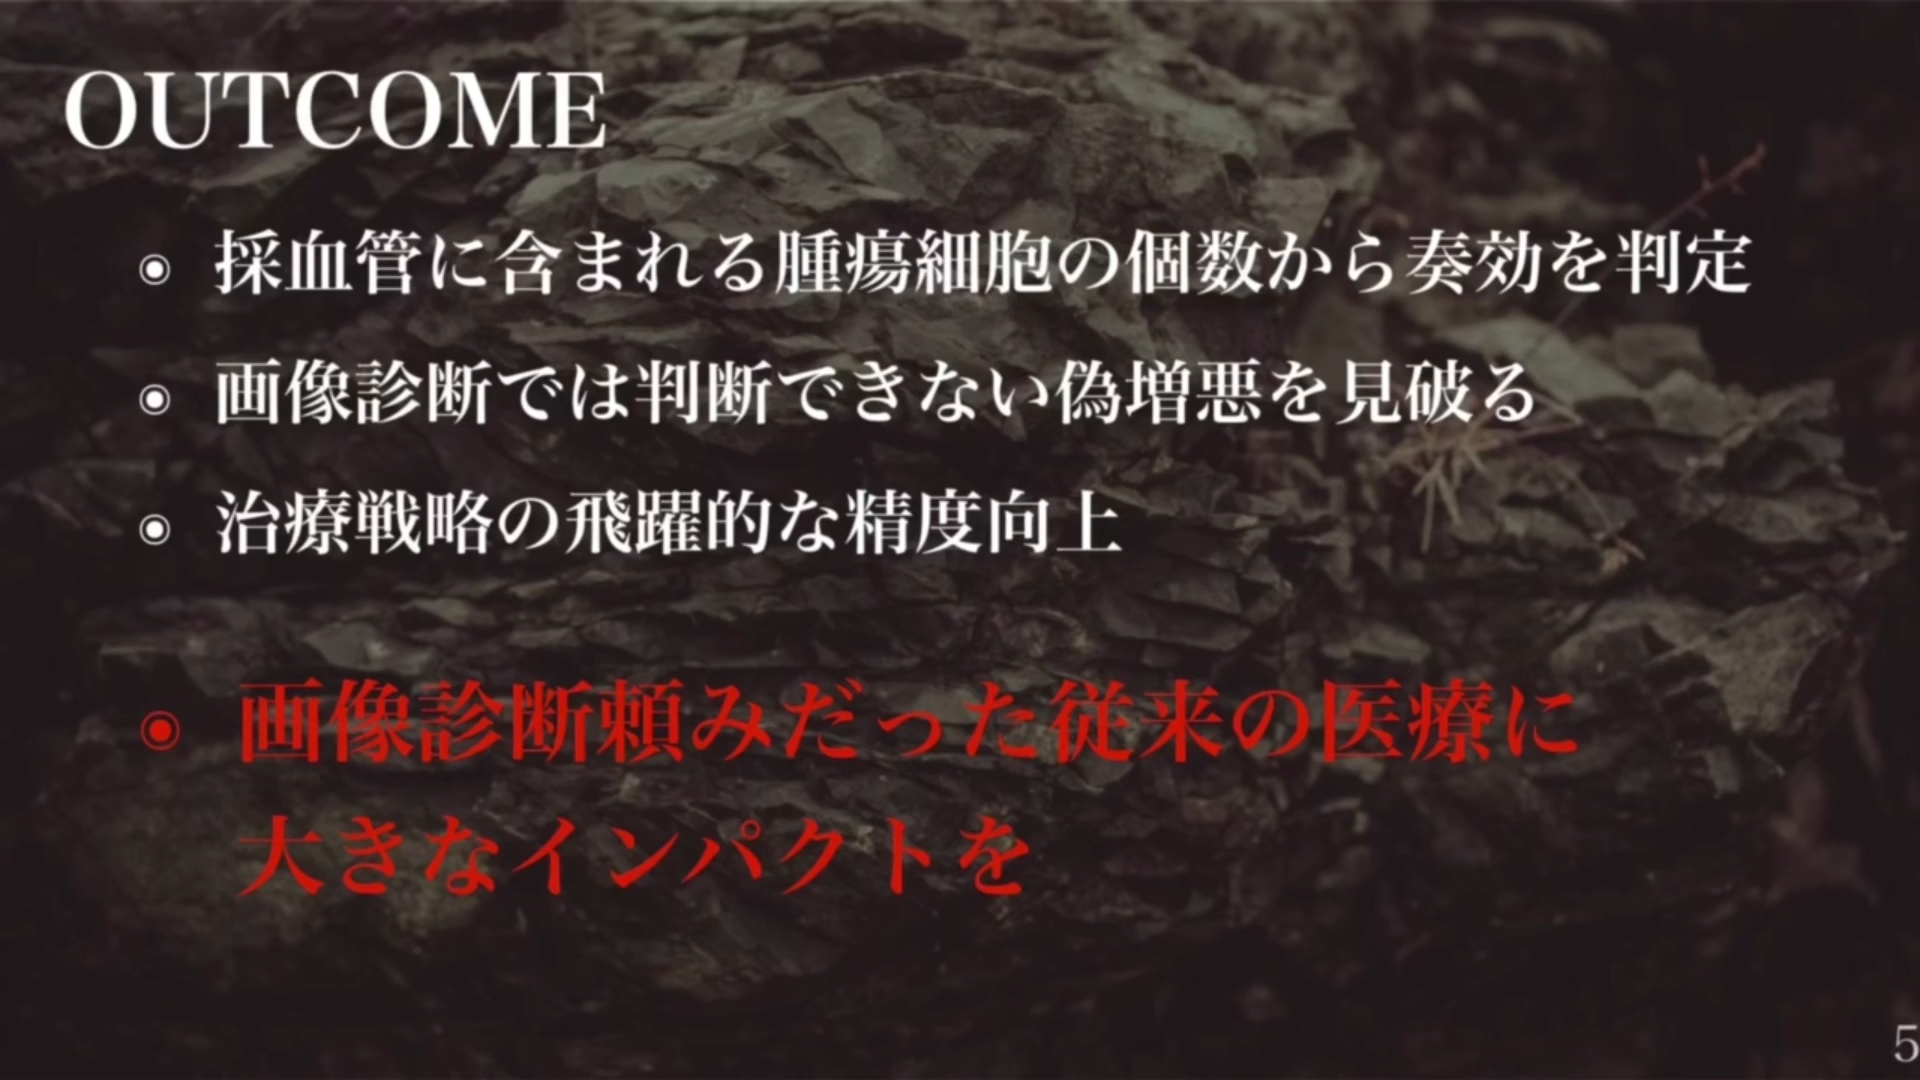 OUTCOME
採血管に含まれる腫瘍細胞の個数から奏効を判定
画像診断では判断できない偽増悪を見破る
治療戦略の飛躍的な精度向上
画像診断頼みだった従来の医療に
大きなインパクトを
5